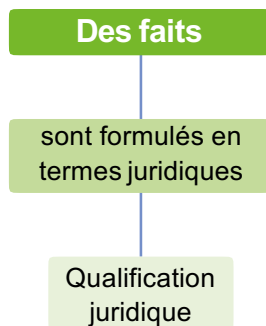 Des faits
sont formulés en
termes juridiques
Qualification
juridique